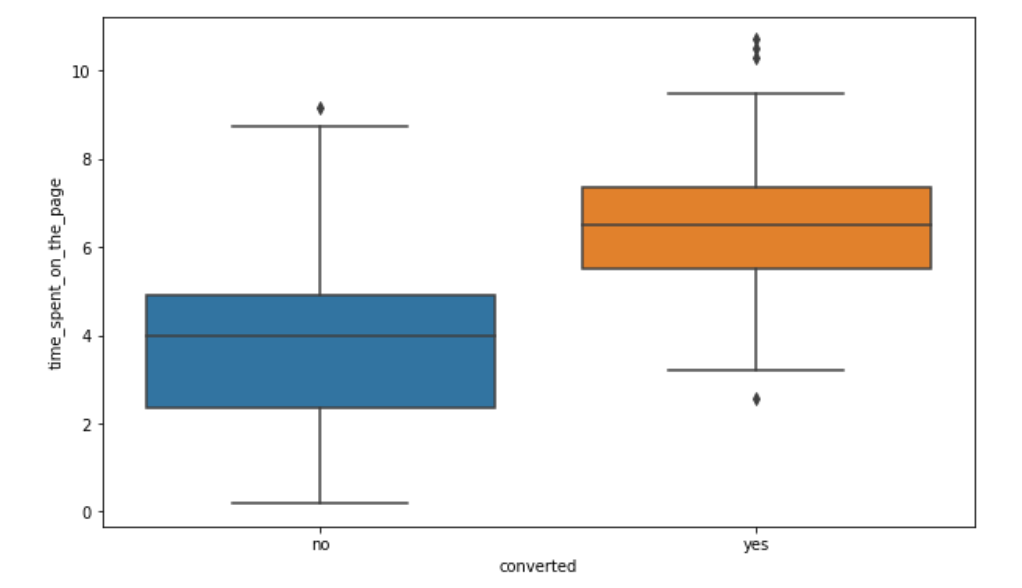 10
8
6
4
2
0
time_spent_on_the_page
no
yes
converted